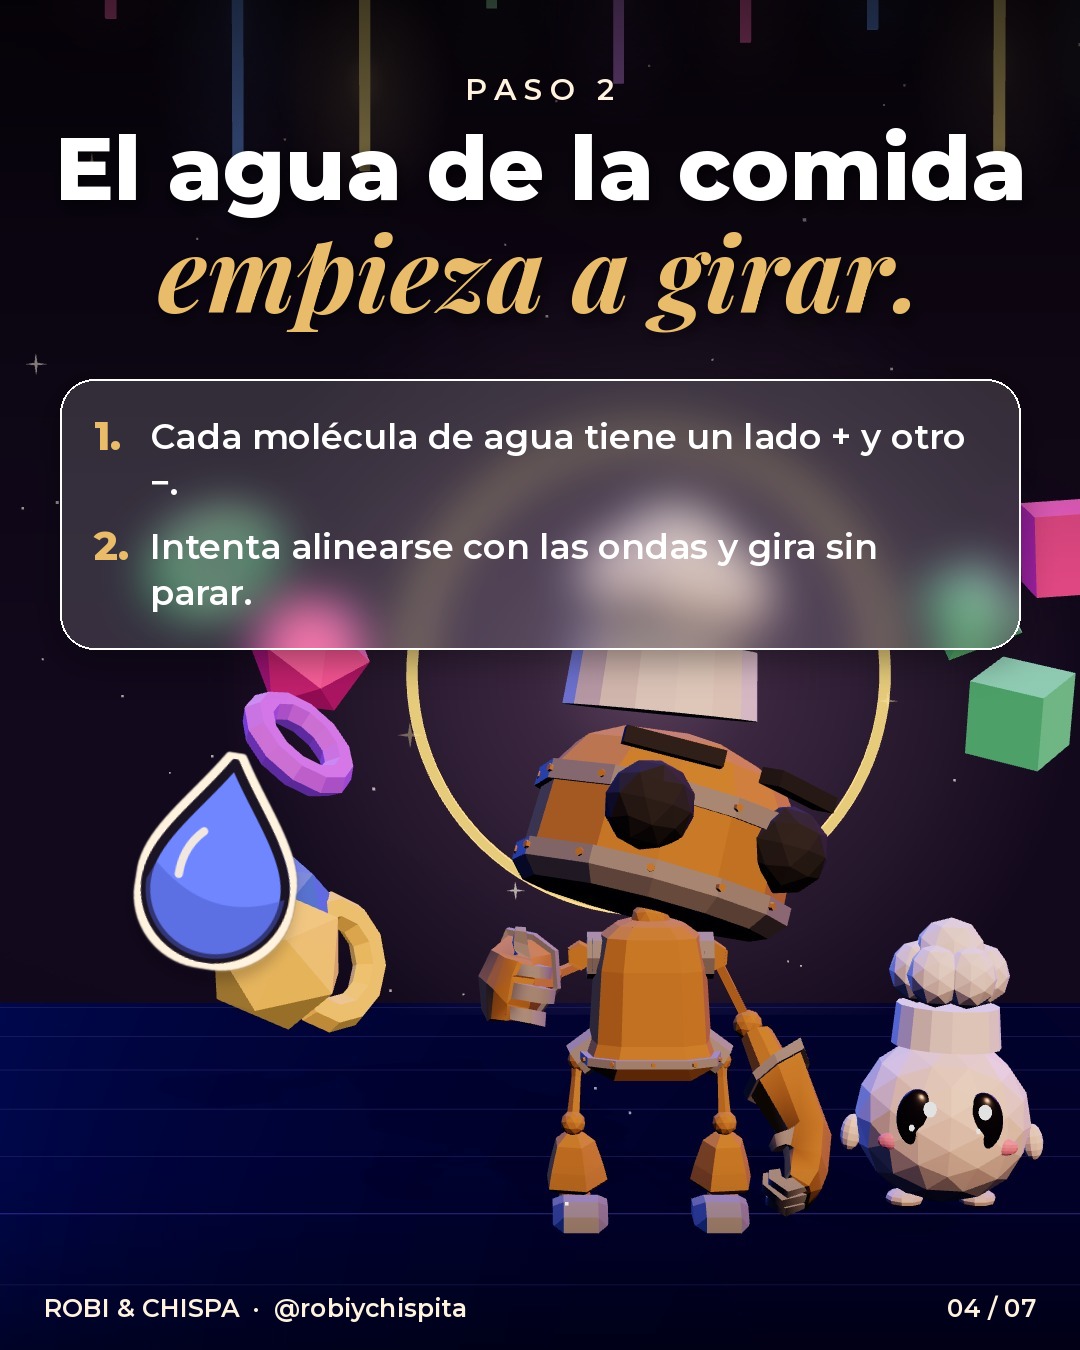 PASO 2
El agua de la comida
empieza a girar.
1. Cada molécula de agua tiene un lado + y otro
−.
2. Intenta alinearse con las ondas y gira sin
parar.
ROBI & CHISPA · @robiychispita
04 / 07